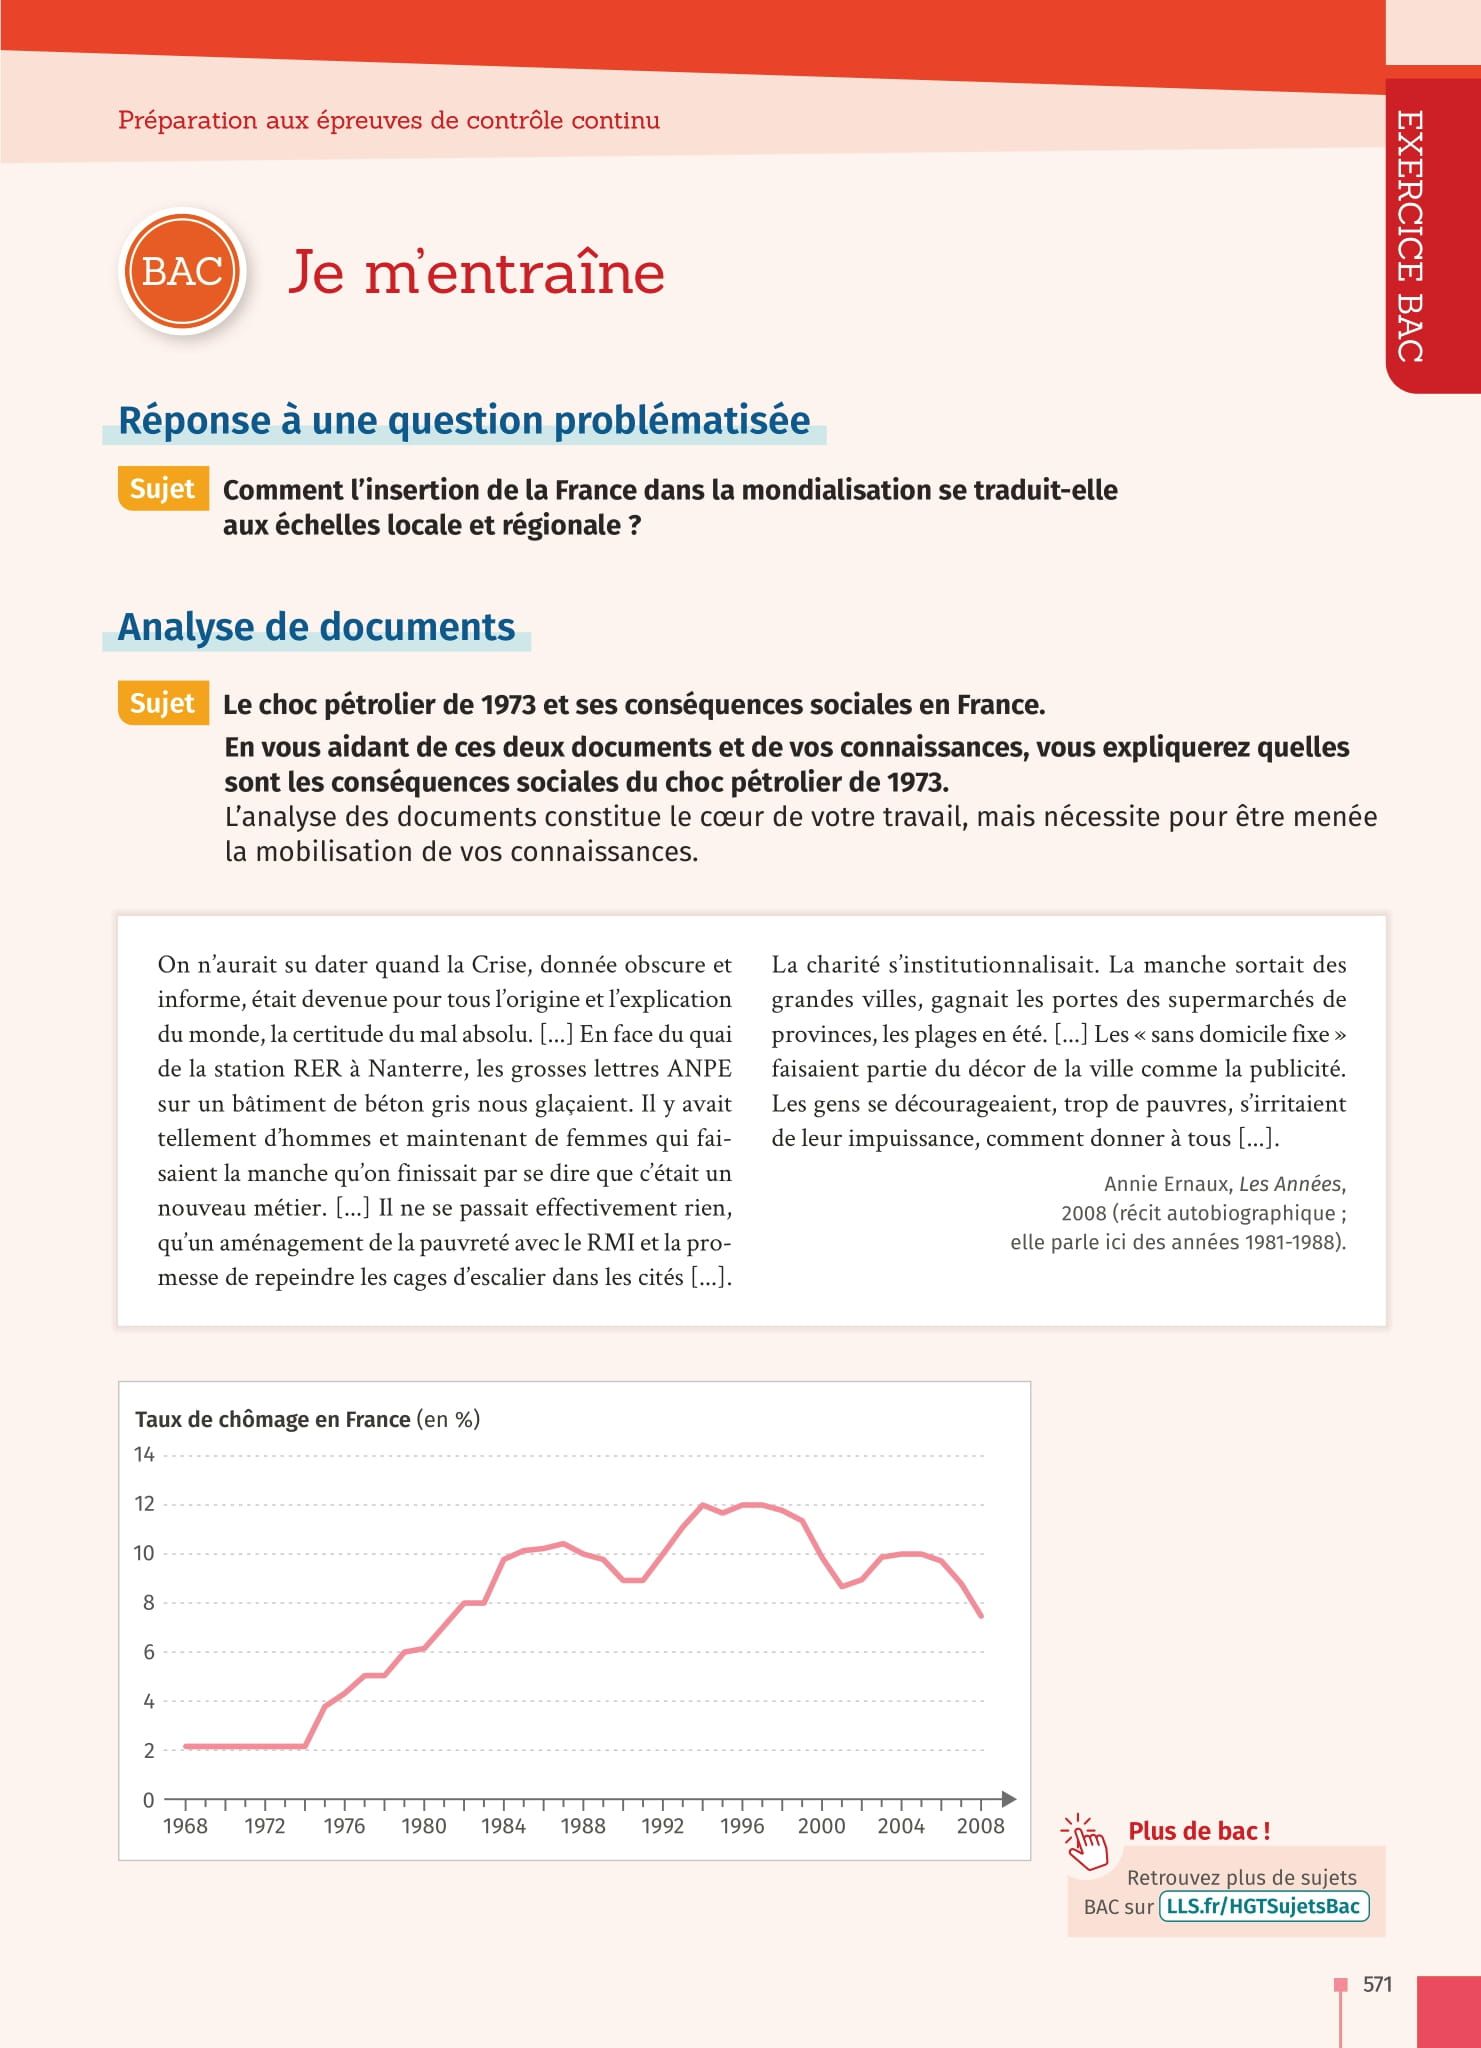 Préparation aux épreuves de contrôle continu
EXERCICE BAC
BAC
Je m’entraîne
Réponse à une question problématisée
Sujet
Comment l’insertion de la France dans la mondialisation se traduit-elle
aux échelles locale et régionale ?
Analyse de documents
Sujet
Le choc pétrolier de 1973 et ses conséquences sociales en France.
En vous aidant de ces deux documents et de vos connaissances, vous expliquerez quelles
sont les conséquences sociales du choc pétrolier de 1973.
L’analyse des documents constitue le cœur de votre travail, mais nécessite pour être menée
la mobilisation de vos connaissances.
On n’aurait su dater quand la Crise, donnée obscure et
informe, était devenue pour tous l’origine et l’explication
du monde, la certitude du mal absolu. [...] En face du quai
de la station RER à Nanterre, les grosses lettres ANPE
sur un bâtiment de béton gris nous glaçaient. Il y avait
tellement d’hommes et maintenant de femmes qui fai-
saient la manche qu’on finissait par se dire que c’était un
nouveau métier. [...] Il ne se passait effectivement rien,
qu’un aménagement de la pauvreté avec le RMI et la pro-
messe de repeindre les cages d’escalier dans les cités [...].
La charité s’institutionnalisait. La manche sortait des
grandes villes, gagnait les portes des supermarchés de
provinces, les plages en été. [...] Les « sans domicile fixe »
faisaient partie du décor de la ville comme la publicité.
Les gens se décourageaient, trop de pauvres, s’irritaient
de leur impuissance, comment donner à tous [...].
Annie Ernaux, Les Années,
2008 (récit autobiographique ;
elle parle ici des années 1981-1988).
Taux de chômage en France (en %)
14
12
10
8
6
4
2
0
1968 1972 1976 1980 1984 1988 1992 1996 2000 2004 2008
Plus de bac !
Retrouvez plus de sujets
BAC sur LLS.fr/HGTSujetsBac
571